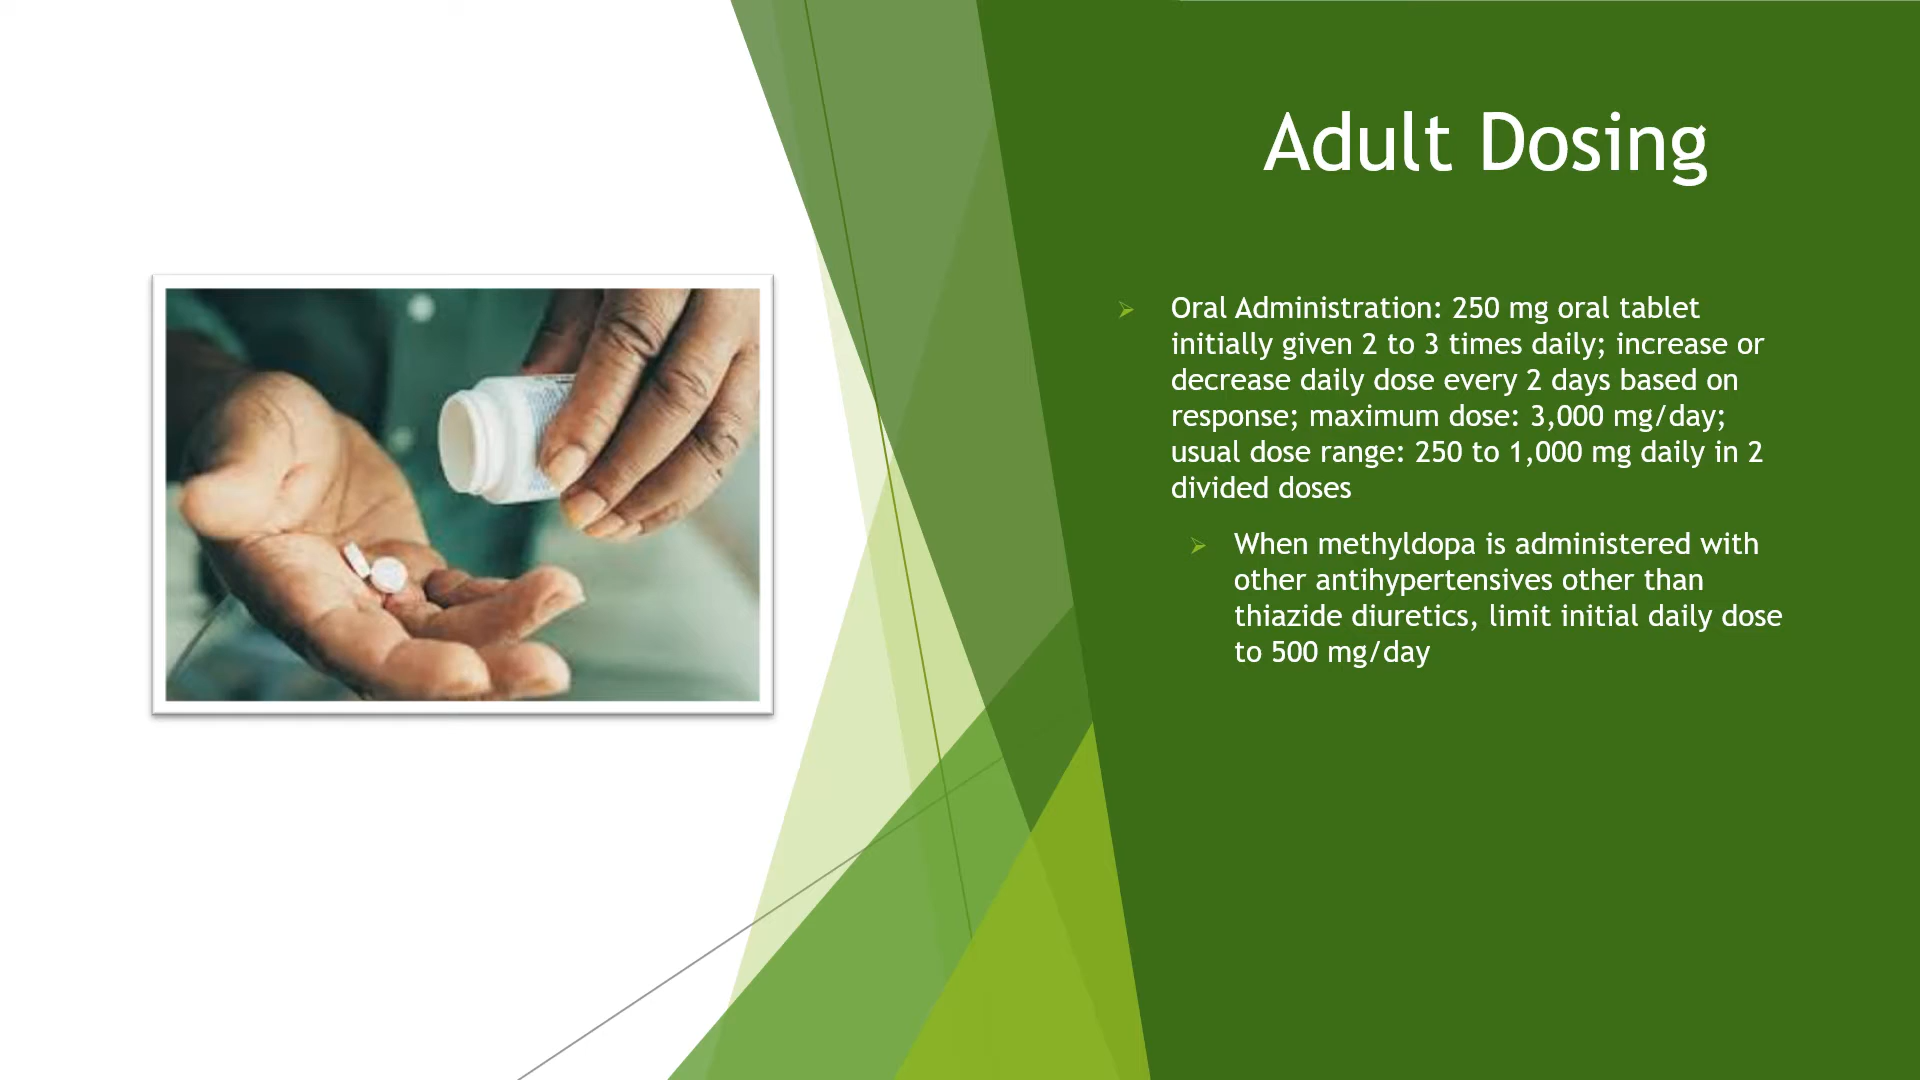 Adult Dosing
Oral Administration: 250 mg oral tablet
initially given 2 to 3 times daily; increase or
decrease daily dose every 2 days based on
response; maximum dose: 3,000 mg/day;
usual dose range: 250 to 1,000 mg daily in 2
divided doses
When methyldopa is administered with
other antihypertensives other than
thiazide diuretics, limit initial daily dose
to 500 mg/day